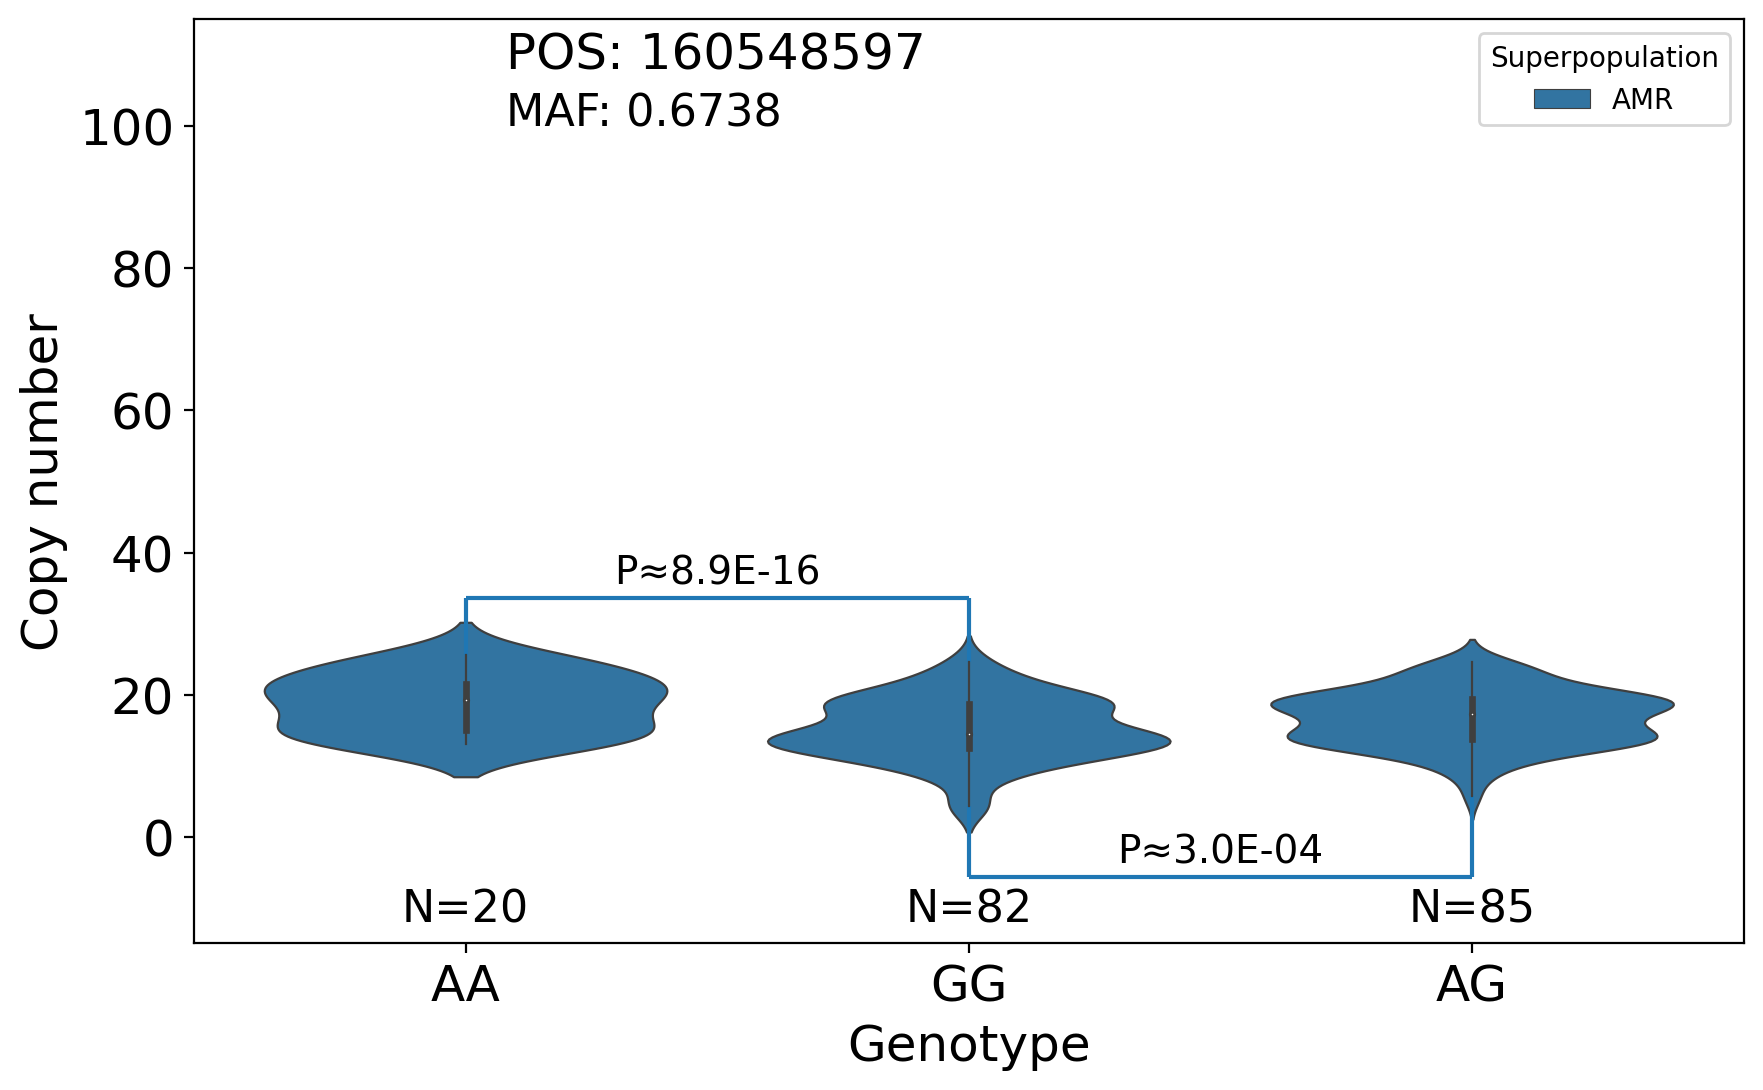 POS: 160548597
MAF: 0.6738
Superpopulation
AMR
Copy number
100
80
60
40
20
0
P≈8.9E-16
P≈3.0E-04
N=20
N=82
N=85
AA
GG
AG
Genotype